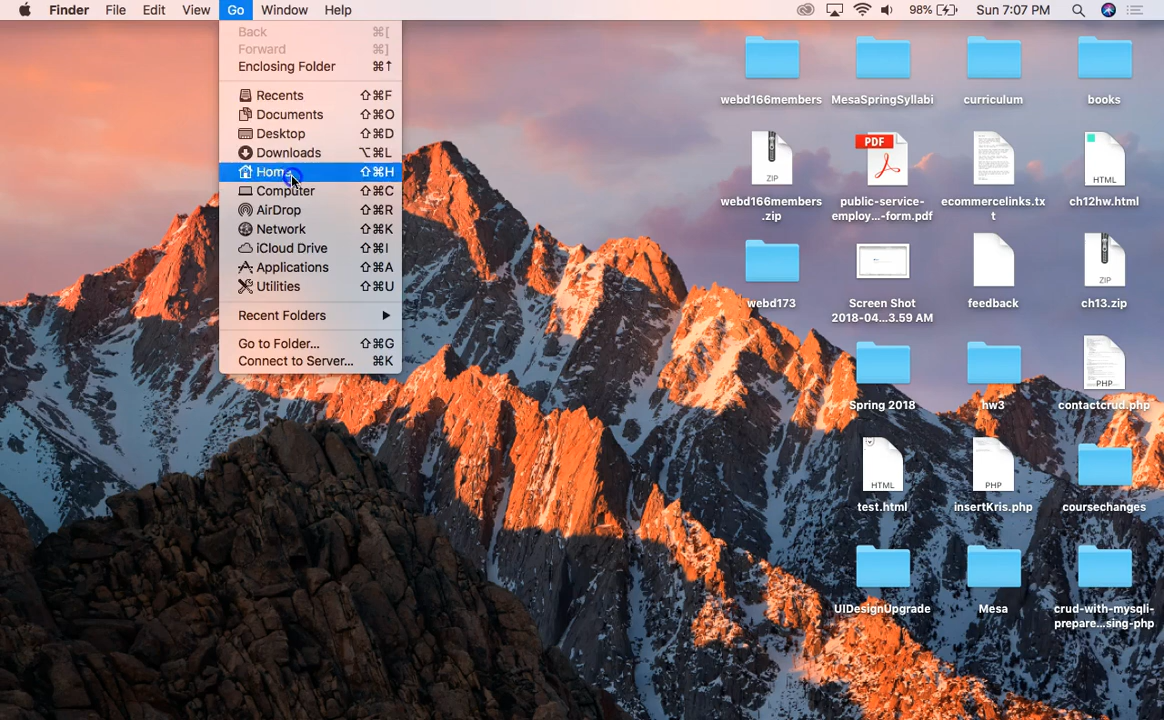 Finder File Edit View Go Window Help 98% Sun 7:07 PM
Back ⌘[
Forward ⌘]
Enclosing Folder ⌘↑
Recents ⇧⌘F
Documents ⇧⌘O
Desktop ⇧⌘D
Downloads ⌥⌘L
Home ⇧⌘H
Computer ⇧⌘C
AirDrop ⇧⌘R
Network ⇧⌘K
iCloud Drive ⇧⌘I
Applications ⇧⌘A
Utilities ⇧⌘U
Recent Folders
Go to Folder... ⇧⌘G
Connect to Server... ⌘K
webd166members MesaSpringSyllabi curriculum books
ZIP PDF HTML
webd166members public-service- ecommercelinks.tx ch12hw.html
.zip employ...-form.pdf t
ZIP
webd173 Screen Shot feedback ch13.zip
2018-04...3.59 AM
PHP
Spring 2018 hw3 contactcrud.php
HTML PHP
test.html insertKris.php coursechanges
UIDesignUpgrade Mesa crud-with-mysqli-
prepare...sing-php